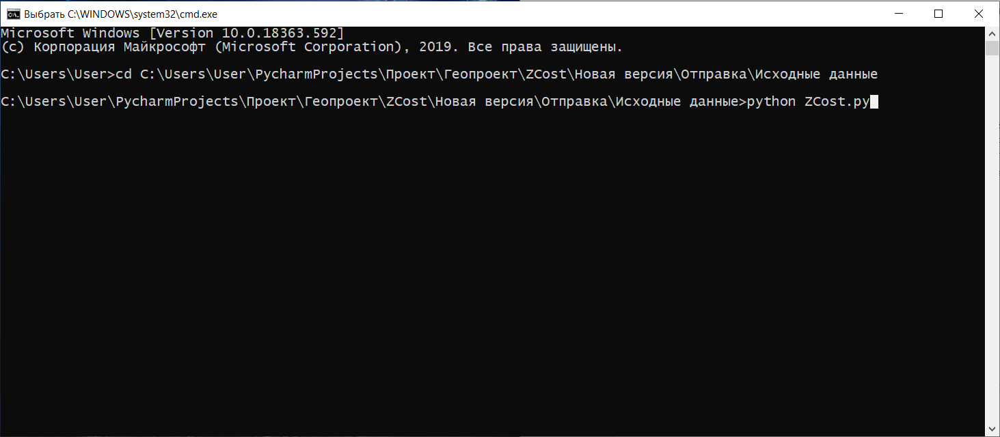 Выбрать C:\WINDOWS\system32\cmd.exe
Microsoft Windows [Version 10.0.18363.592]
(c) Корпорация Майкрософт (Microsoft Corporation), 2019. Все права защищены.
C:\Users\User>cd C:\Users\User\PycharmProjects\Проект\Геопроект\ZCost\Новая версия\Отправка\Исходные данные
C:\Users\User\PycharmProjects\Проект\Геопроект\ZCost\Новая версия\Отправка\Исходные данные>python ZCost.py